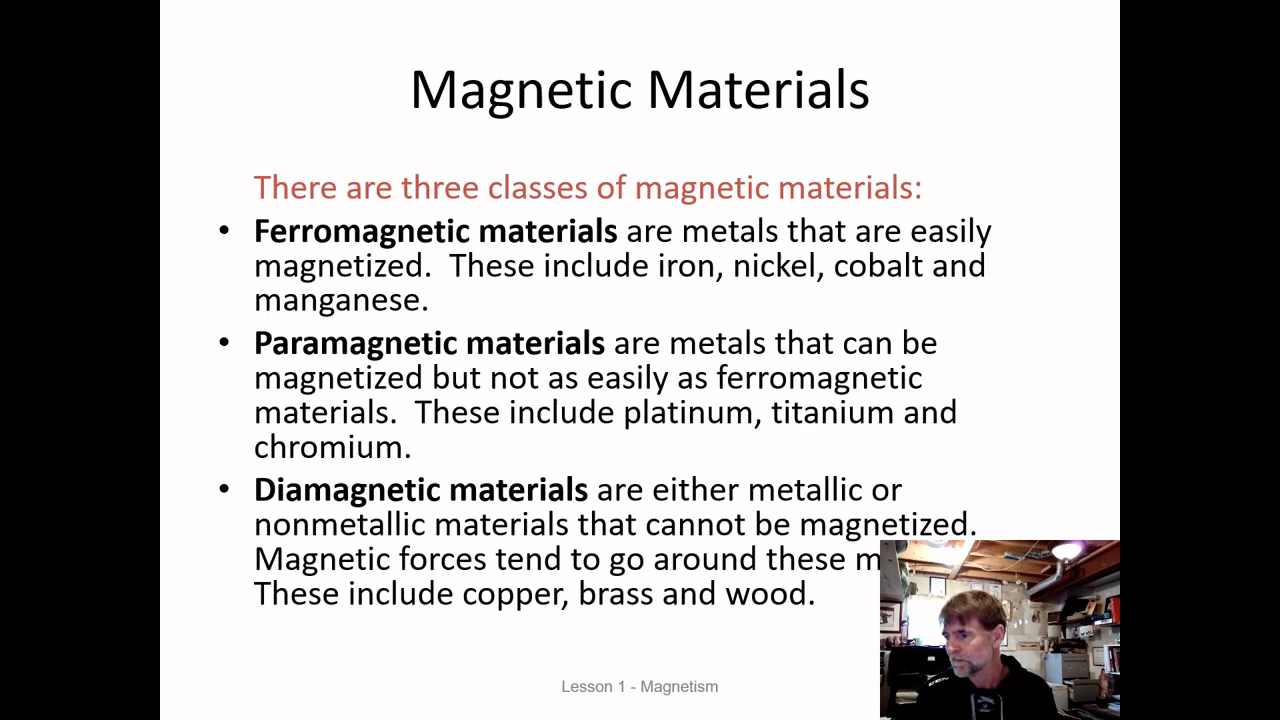 Magnetic Materials
There are three classes of magnetic materials:
• Ferromagnetic materials are metals that are easily
magnetized.  These include iron, nickel, cobalt and
manganese.
• Paramagnetic materials are metals that can be
magnetized but not as easily as ferromagnetic
materials.  These include platinum, titanium and
chromium.
• Diamagnetic materials are either metallic or
nonmetallic materials that cannot be magnetized.
Magnetic forces tend to go around these
These include copper, brass and wood.
Lesson 1 - Magnetism